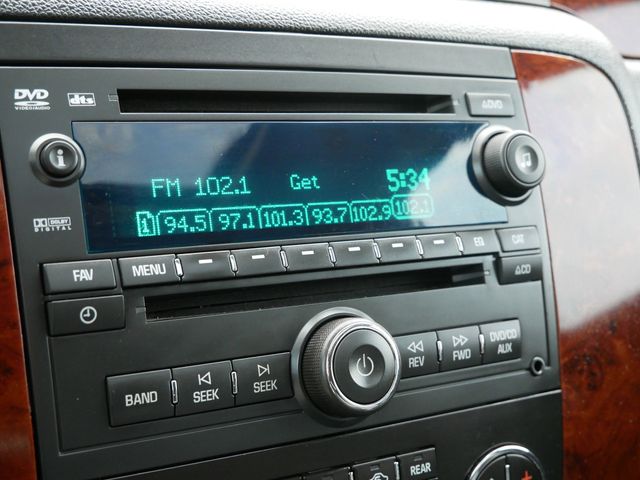 DVD
VIDEO/AUDIO
dts
DVD
i
FM 102.1 Get 5:34
1 94.5 97.1 101.3 93.7 102.9 102.1
DOLBY
DIGITAL
FAV MENU EQ CAT
CD
BAND SEEK SEEK REV FWD DVD/CD
AUX
REAR